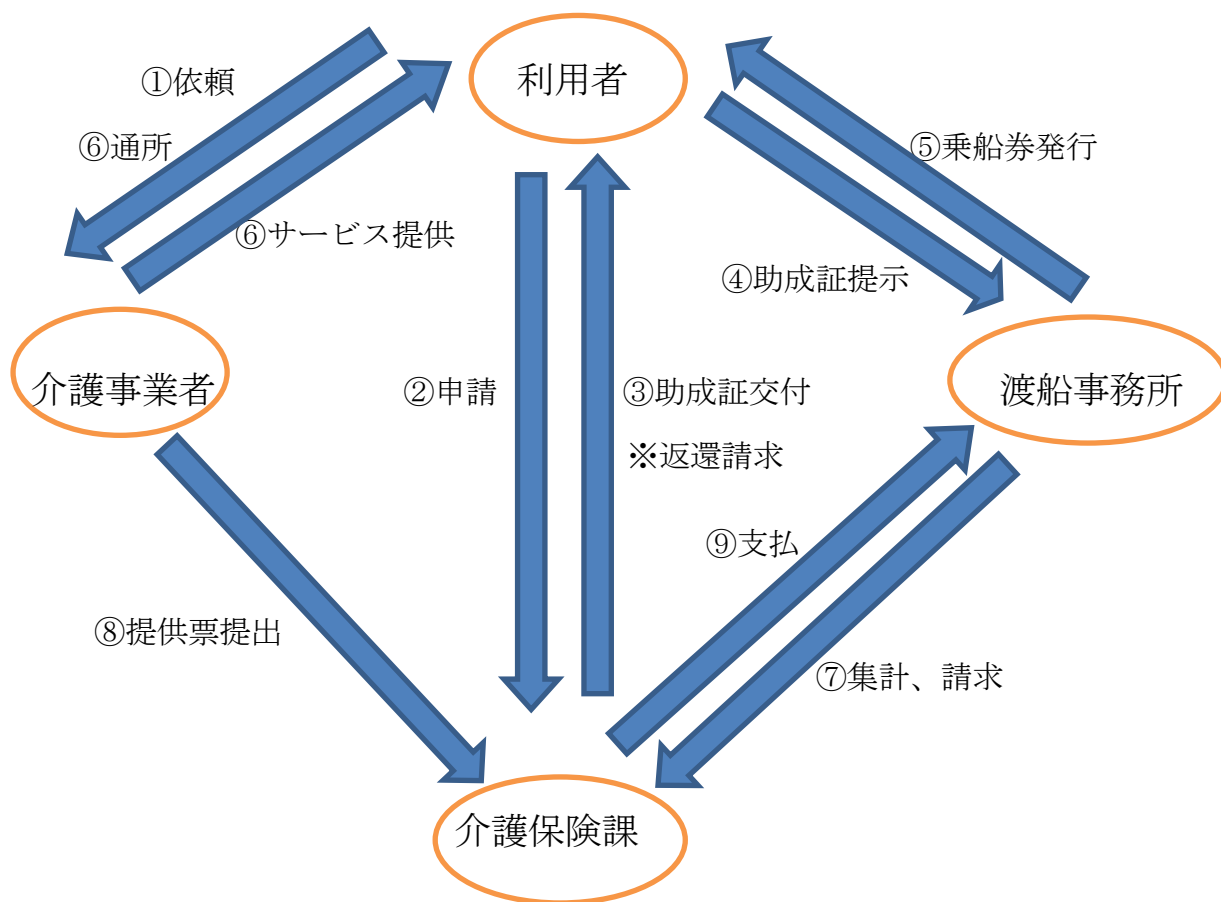 利用者
①依頼
⑥通所
⑥サービス提供
⑤乗船券発行
④助成証提示
介護事業者
②申請
③助成証交付
※返還請求
渡船事務所
⑨支払
⑧提供票提出
⑦集計、請求
介護保険課